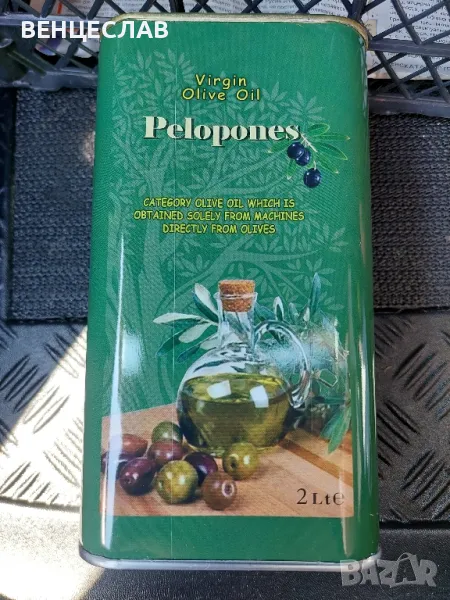 ВЕНЦЕСЛАВ
Virgin
Olive Oil
Pelopones
CATEGORY OLIVE OIL WHICH IS
OBTAINED SOLELY FROM MACHINES
DIRECTLY FROM OLIVES
2 Lt℮
BAZAR